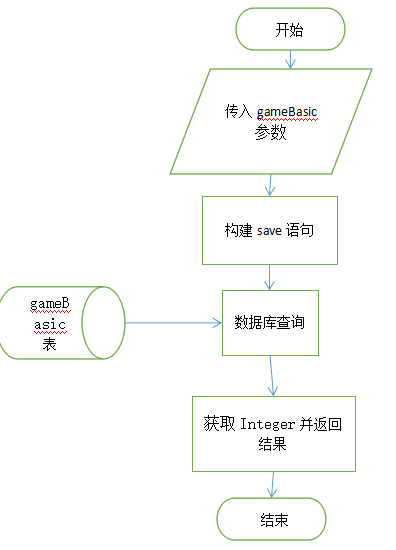 开始
传入 gameBasic
参数
构建 save 语句
gameB
asic
表
数据库查询
获取 Integer 并返回
结果
结束